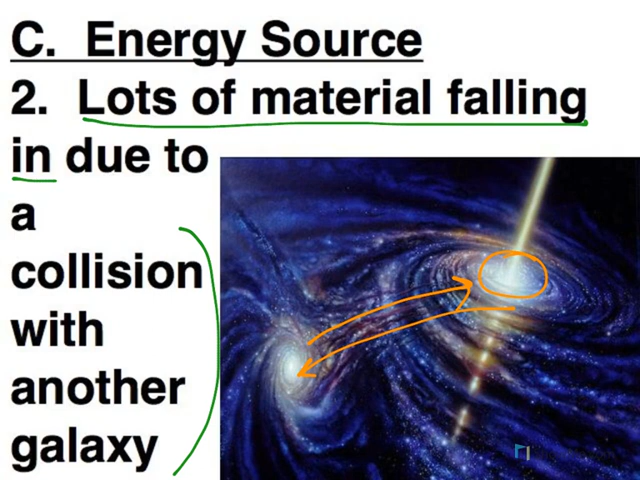 C. Energy Source
2. Lots of material falling
in due to
a
collision
with
another
galaxy